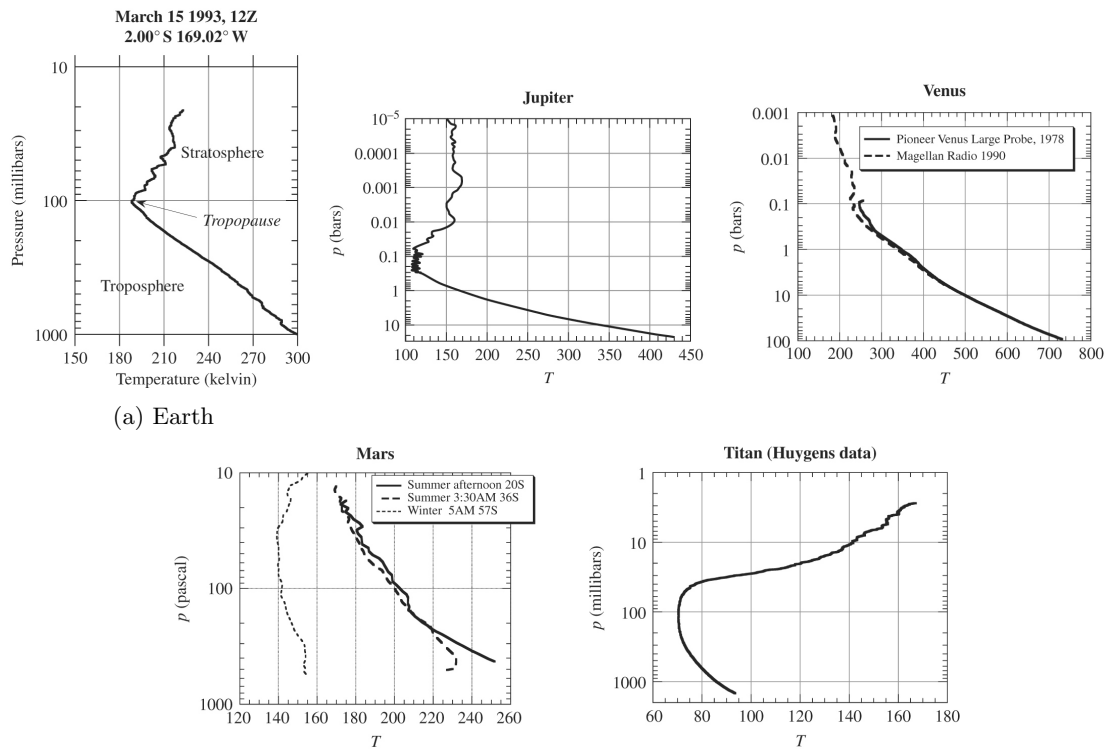 March 15 1993, 12Z
2.00° S 169.02° W
10
100
1000
Pressure (millibars)
Stratosphere
Tropopause
Troposphere
150 180 210 240 270 300
Temperature (kelvin)
(a) Earth
Jupiter
10⁻⁵
0.0001
0.001
0.01
0.1
1
10
p (bars)
100 150 200 250 300 350 400 450
T
Venus
0.001
0.01
0.1
1
10
100
p (bars)
Pioneer Venus Large Probe, 1978
Magellan Radio 1990
100 200 300 400 500 600 700 800
T
Mars
10
100
1000
p (pascal)
Summer afternoon 20S
Summer 3:30AM 36S
Winter 5AM 57S
120 140 160 180 200 220 240 260
T
Titan (Huygens data)
1
10
100
1000
p (millibars)
60 80 100 120 140 160 180
T